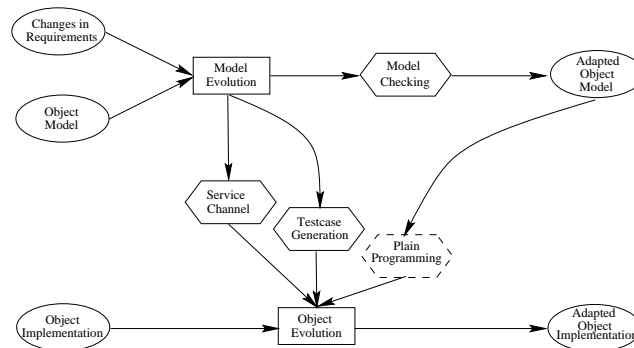 Changes in
Requirements
Model
Evolution
Model
Checking
Adapted
Object
Model
Object
Model
Service
Channel
Testcase
Generation
Plain
Programming
Object
Implementation
Object
Evolution
Adapted
Object
Implementation